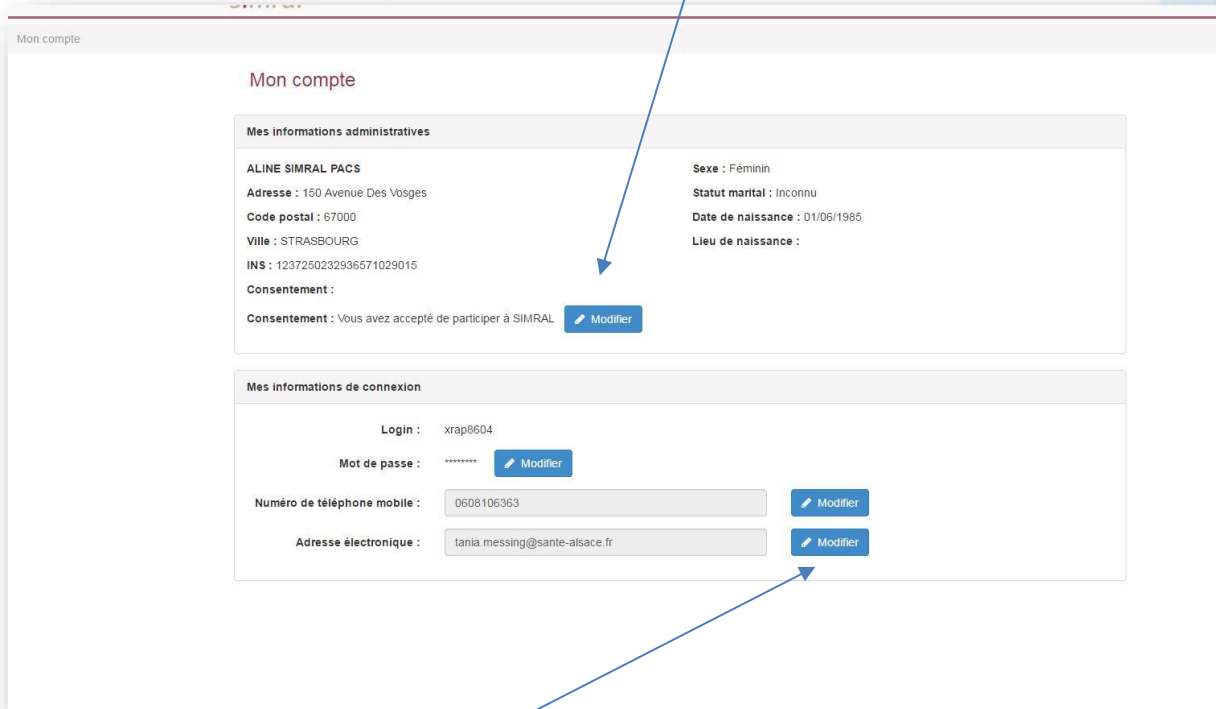 Mon compte
Mon compte
Mes informations administratives
ALINE SIMRAL PACS
Sexe : Féminin
Adresse : 150 Avenue Des Vosges
Statut marital : Inconnu
Code postal : 67000
Date de naissance : 01/06/1985
Ville : STRASBOURG
Lieu de naissance :
INS : 1237250232936571029015
Consentement :
Consentement : Vous avez accepté de participer à SIMRAL Modifier
Mes informations de connexion
Login : xrap8604
Mot de passe : ******** Modifier
Numéro de téléphone mobile : 0608106363 Modifier
Adresse électronique : tania.messing@sante-alsace.fr Modifier